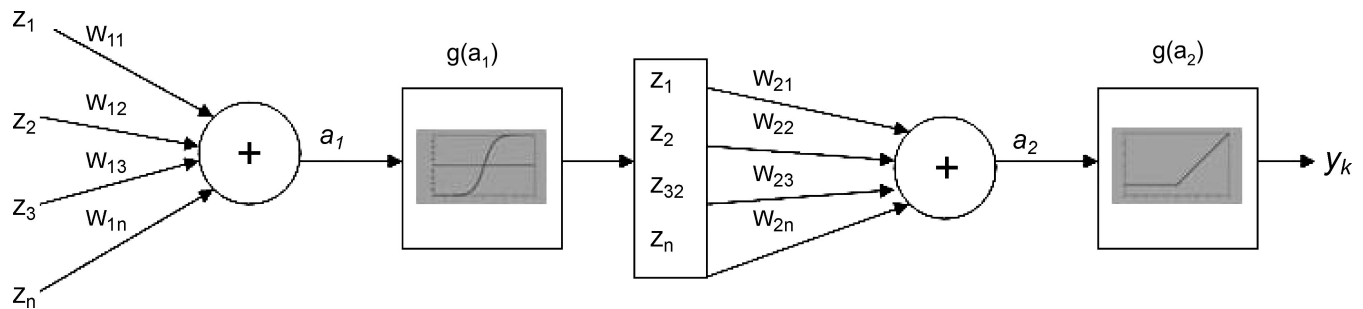 z1
w11
z2
w12
z3
w13
zn
w1n
+
a1
g(a1)
z1
z2
z32
zn
w21
w22
w23
w2n
+
a2
g(a2)
yk